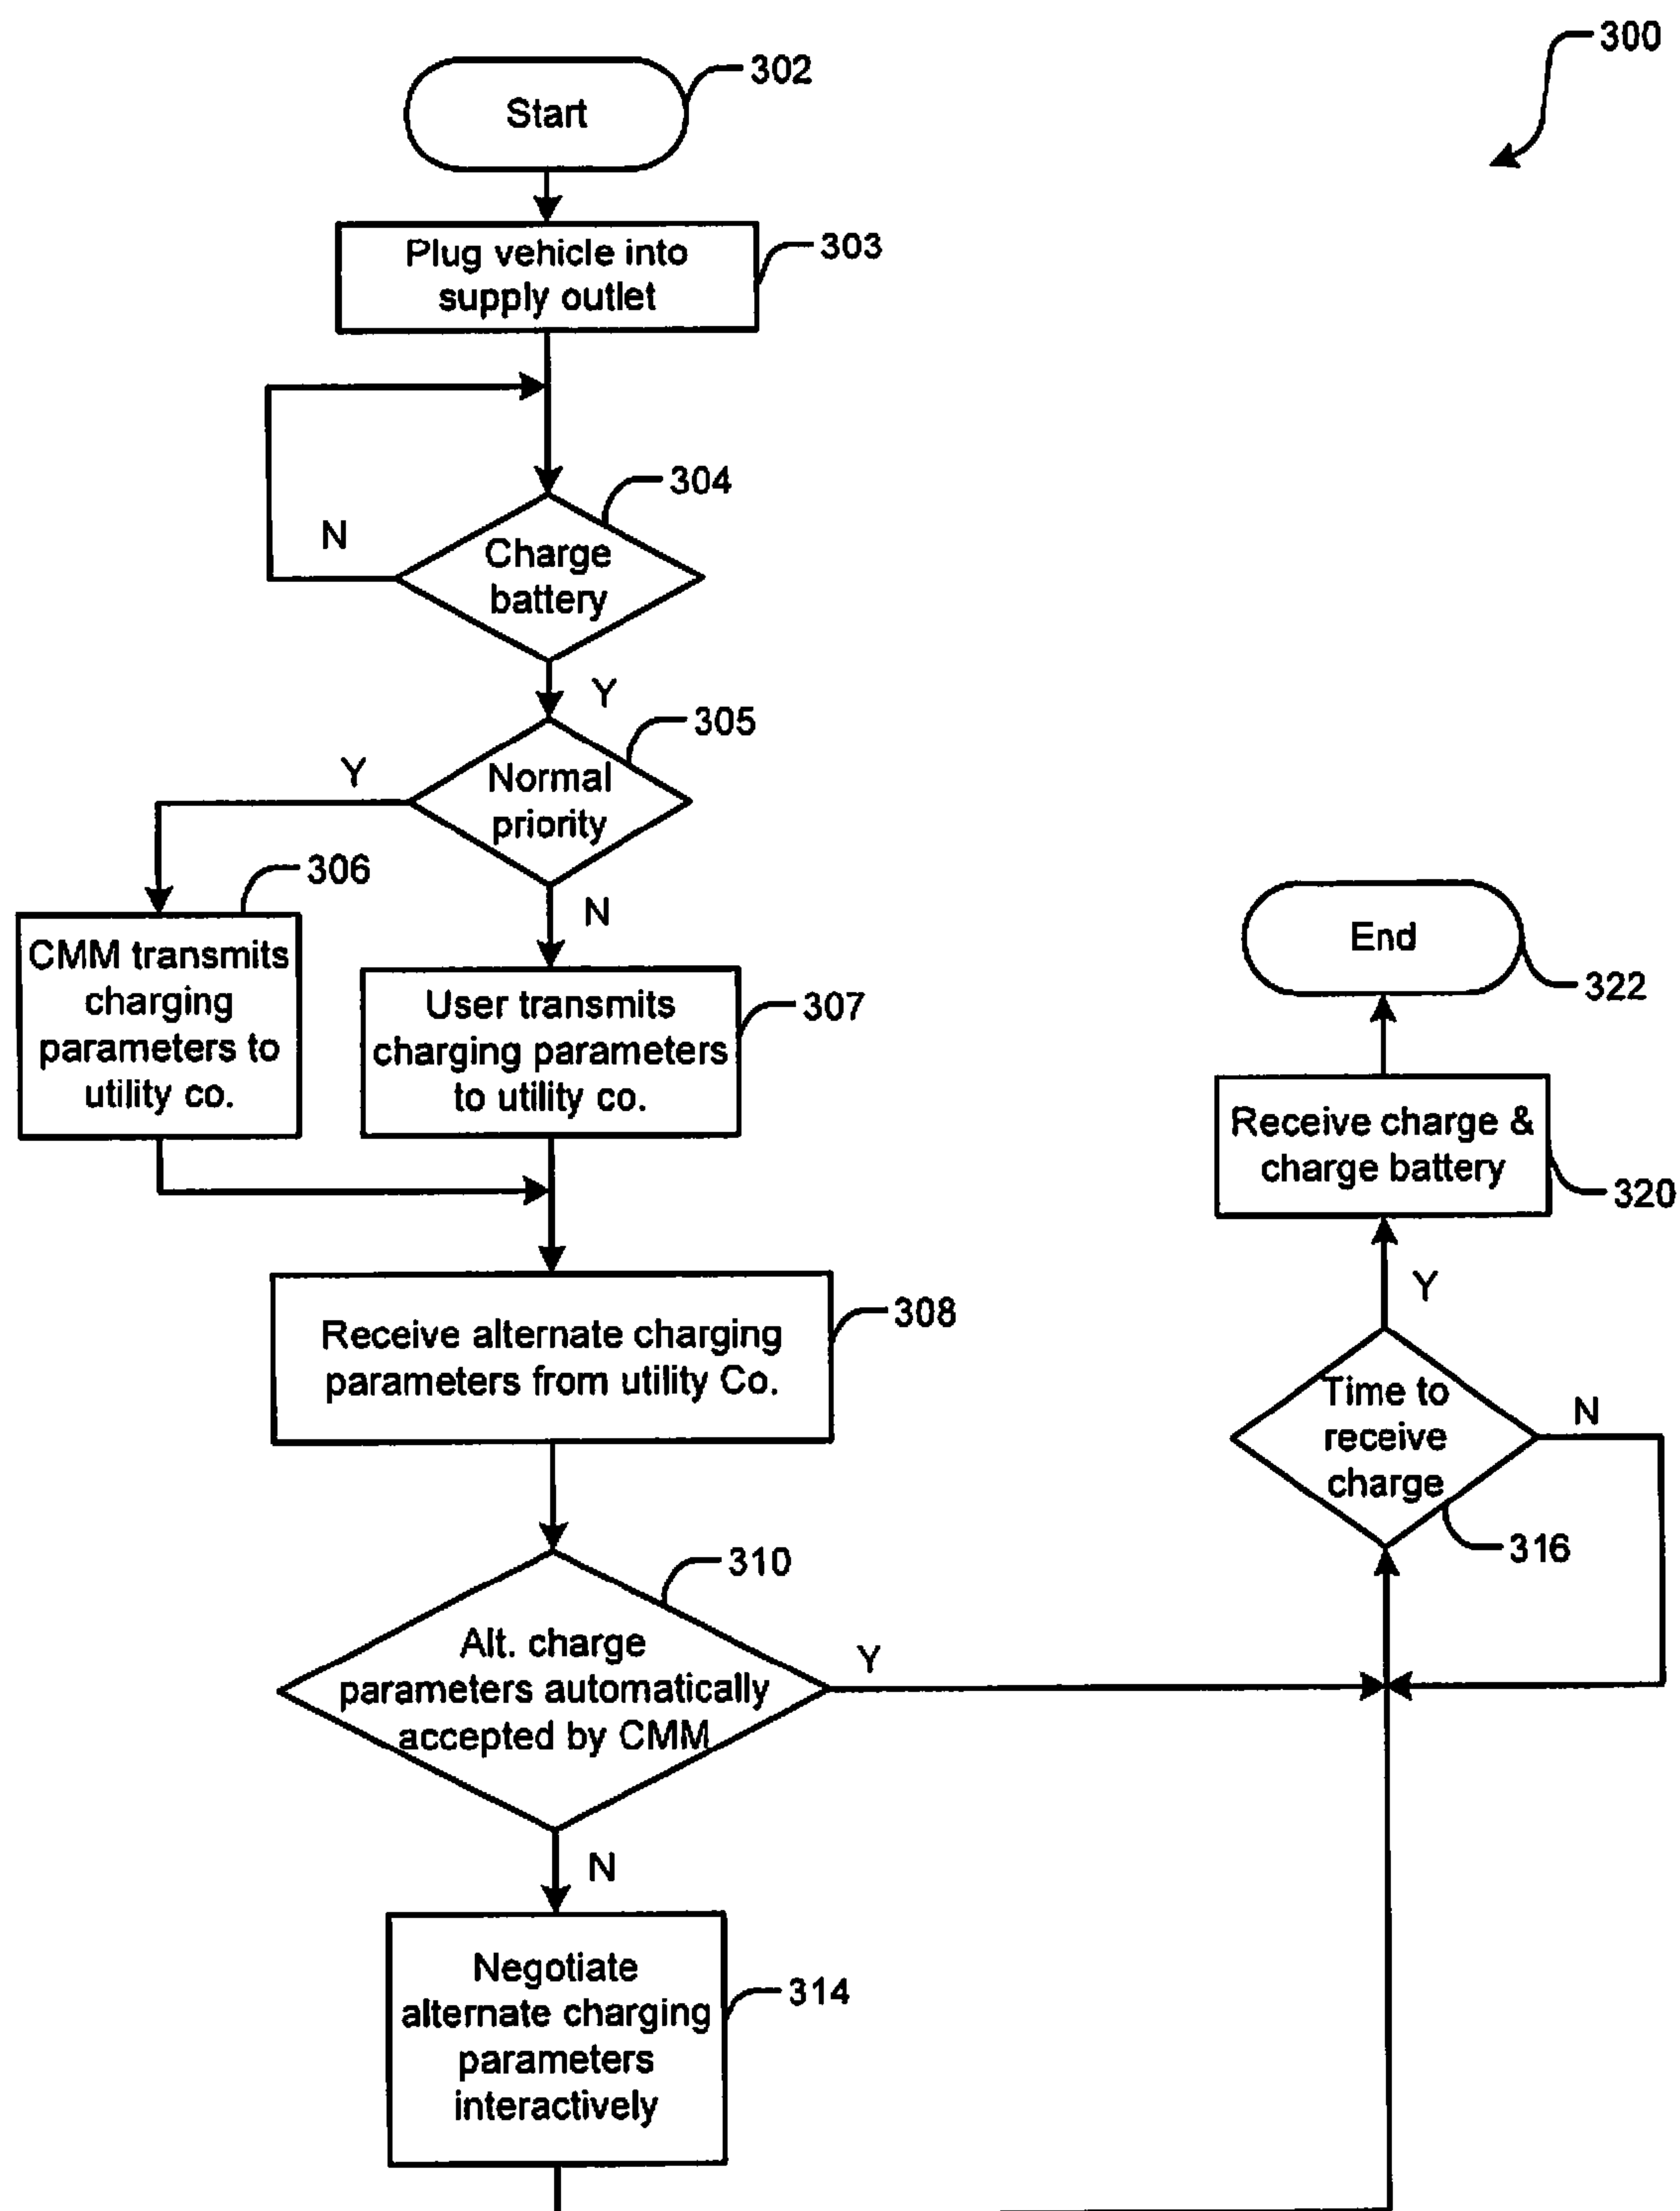 300
302
Start
303
Plug vehicle into
supply outlet
304
N
Charge
battery
Y
305
Y
Normal
priority
N
306
CMM transmits
charging
parameters to
utility co.
307
User transmits
charging parameters
to utility co.
308
Receive alternate charging
parameters from utility Co.
310
Alt. charge
parameters automatically
accepted by CMM
Y
N
Negotiate
alternate charging
parameters
interactively
314
End
322
Receive charge &
charge battery
320
Y
Time to
receive
charge
N
316